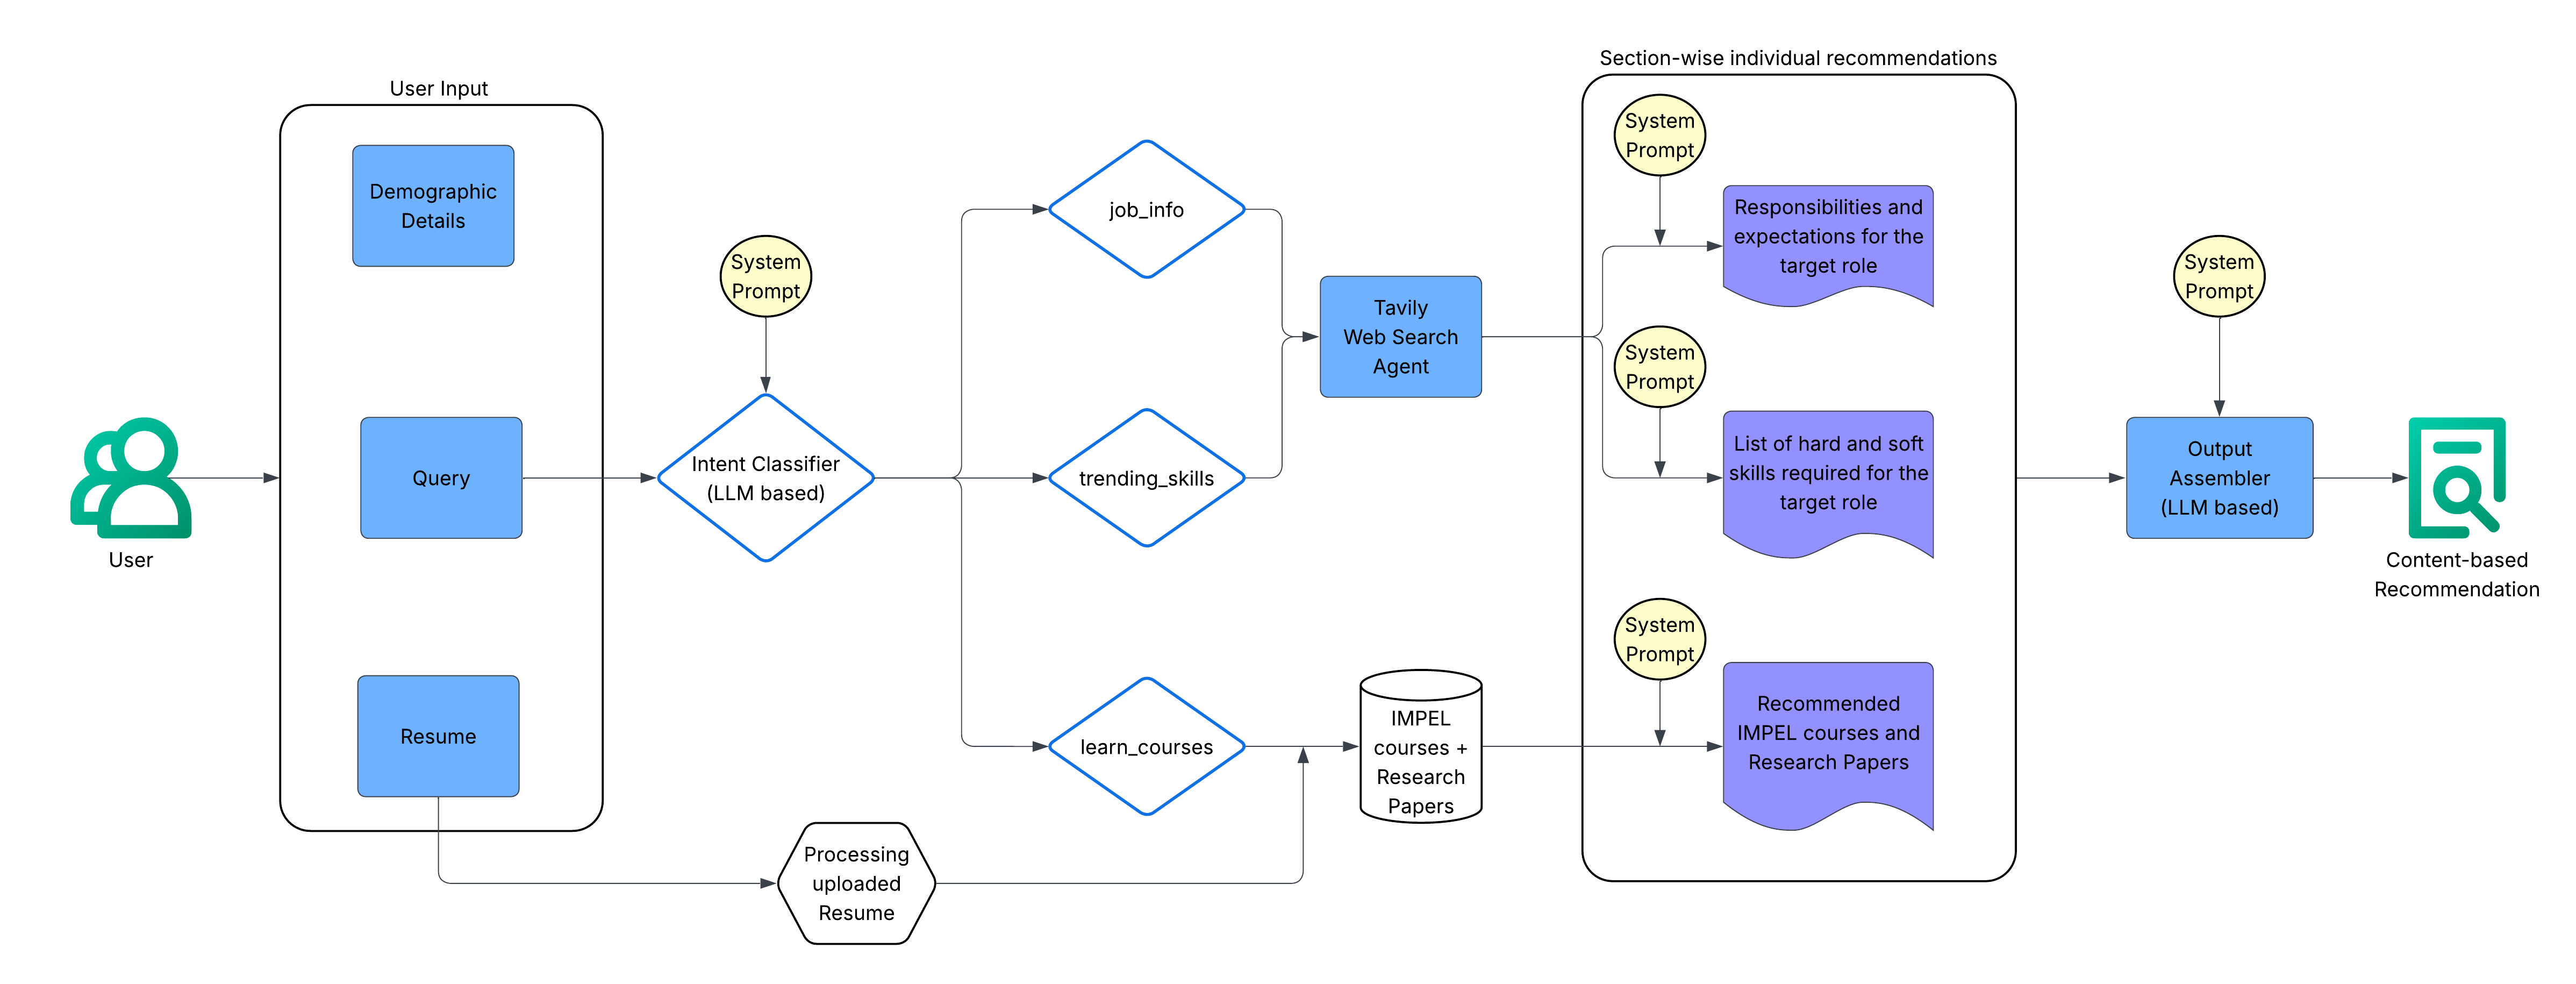 User
User Input
Demographic
Details
Query
Resume
System
Prompt
Intent Classifier
(LLM based)
Processing
uploaded
Resume
job_info
trending_skills
learn_courses
Tavily
Web Search
Agent
IMPEL
courses +
Research
Papers
Section-wise individual recommendations
System
Prompt
Responsibilities and
expectations for the
target role
System
Prompt
List of hard and soft
skills required for the
target role
System
Prompt
Recommended
IMPEL courses and
Research Papers
System
Prompt
Output
Assembler
(LLM based)
Content-based
Recommendation